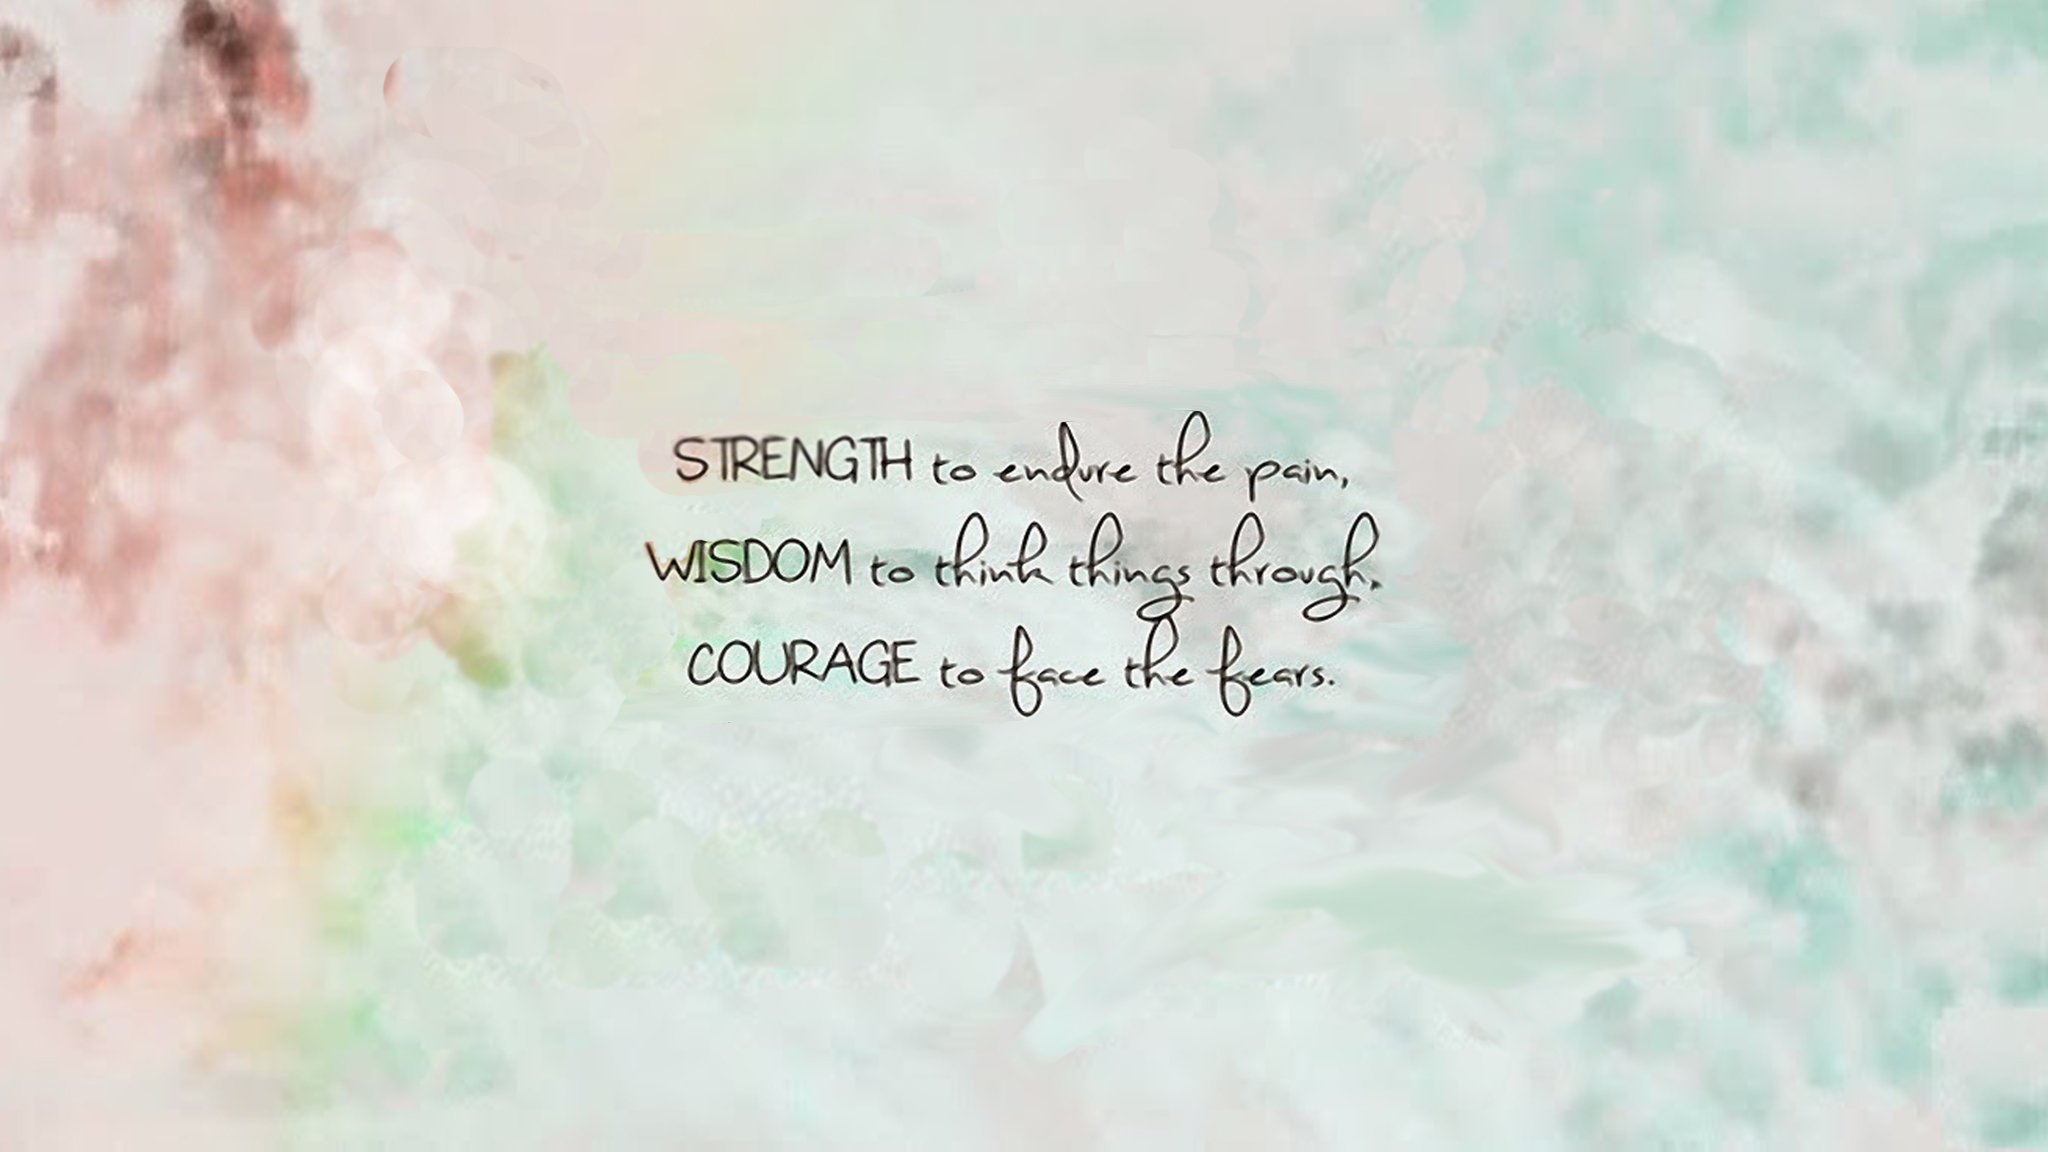 STRENGTH to endure the pain,
WISDOM to think things through,
COURAGE to face the fears.